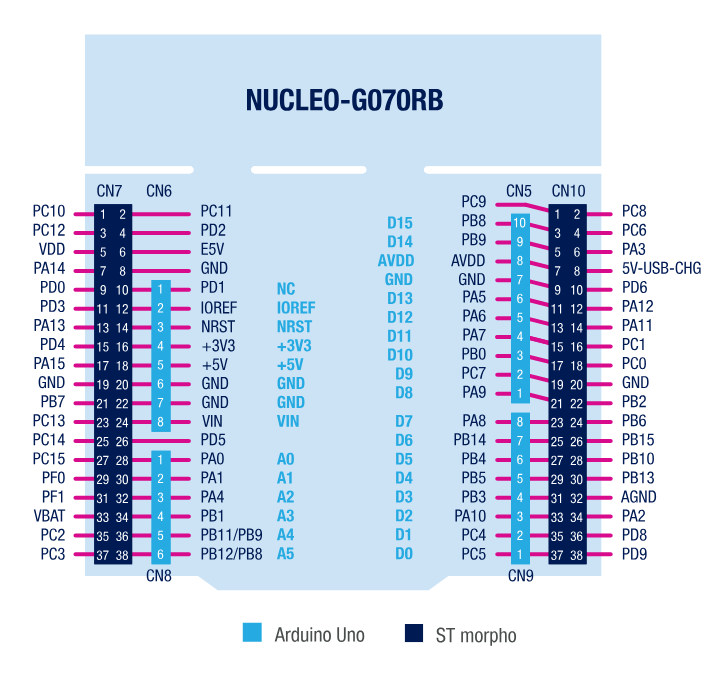 NUCLEO-G070RB
CN7 CN6 CN5 CN10
PC9
PC10 1 2 PC11 1 2 PC8
D15 PB8 10
PC12 3 4 PD2 3 4 PC6
D14 PB9 9
VDD 5 6 E5V 5 6 PA3
AVDD AVDD 8
PA14 7 8 GND 7 8 5V-USB-CHG
GND GND 7
PD0 9 10 1 PD1 NC 9 10 PD6
D13 PA5 6
PD3 11 12 2 IOREF IOREF 11 12 PA12
D12 PA6 5
PA13 13 14 3 NRST NRST 13 14 PA11
D11 PA7 4
PD4 15 16 4 +3V3 +3V3 15 16 PC1
D10 PB0 3
PA15 17 18 5 +5V +5V 17 18 PC0
D9 PC7 2
GND 19 20 6 GND GND 19 20 GND
D8 PA9 1
PB7 21 22 7 GND GND 21 22 PB2
PC13 23 24 8 VIN VIN D7 PA8 8 23 24 PB6
PC14 25 26 PD5 D6 PB14 7 25 26 PB15
PC15 27 28 1 PA0 A0 D5 PB4 6 27 28 PB10
PF0 29 30 2 PA1 A1 D4 PB5 5 29 30 PB13
PF1 31 32 3 PA4 A2 D3 PB3 4 31 32 AGND
VBAT 33 34 4 PB1 A3 D2 PA10 3 33 34 PA2
PC2 35 36 5 PB11/PB9 A4 D1 PC4 2 35 36 PD8
PC3 37 38 6 PB12/PB8 A5 D0 PC5 1 37 38 PD9
CN8 CN9
Arduino Uno ST morpho